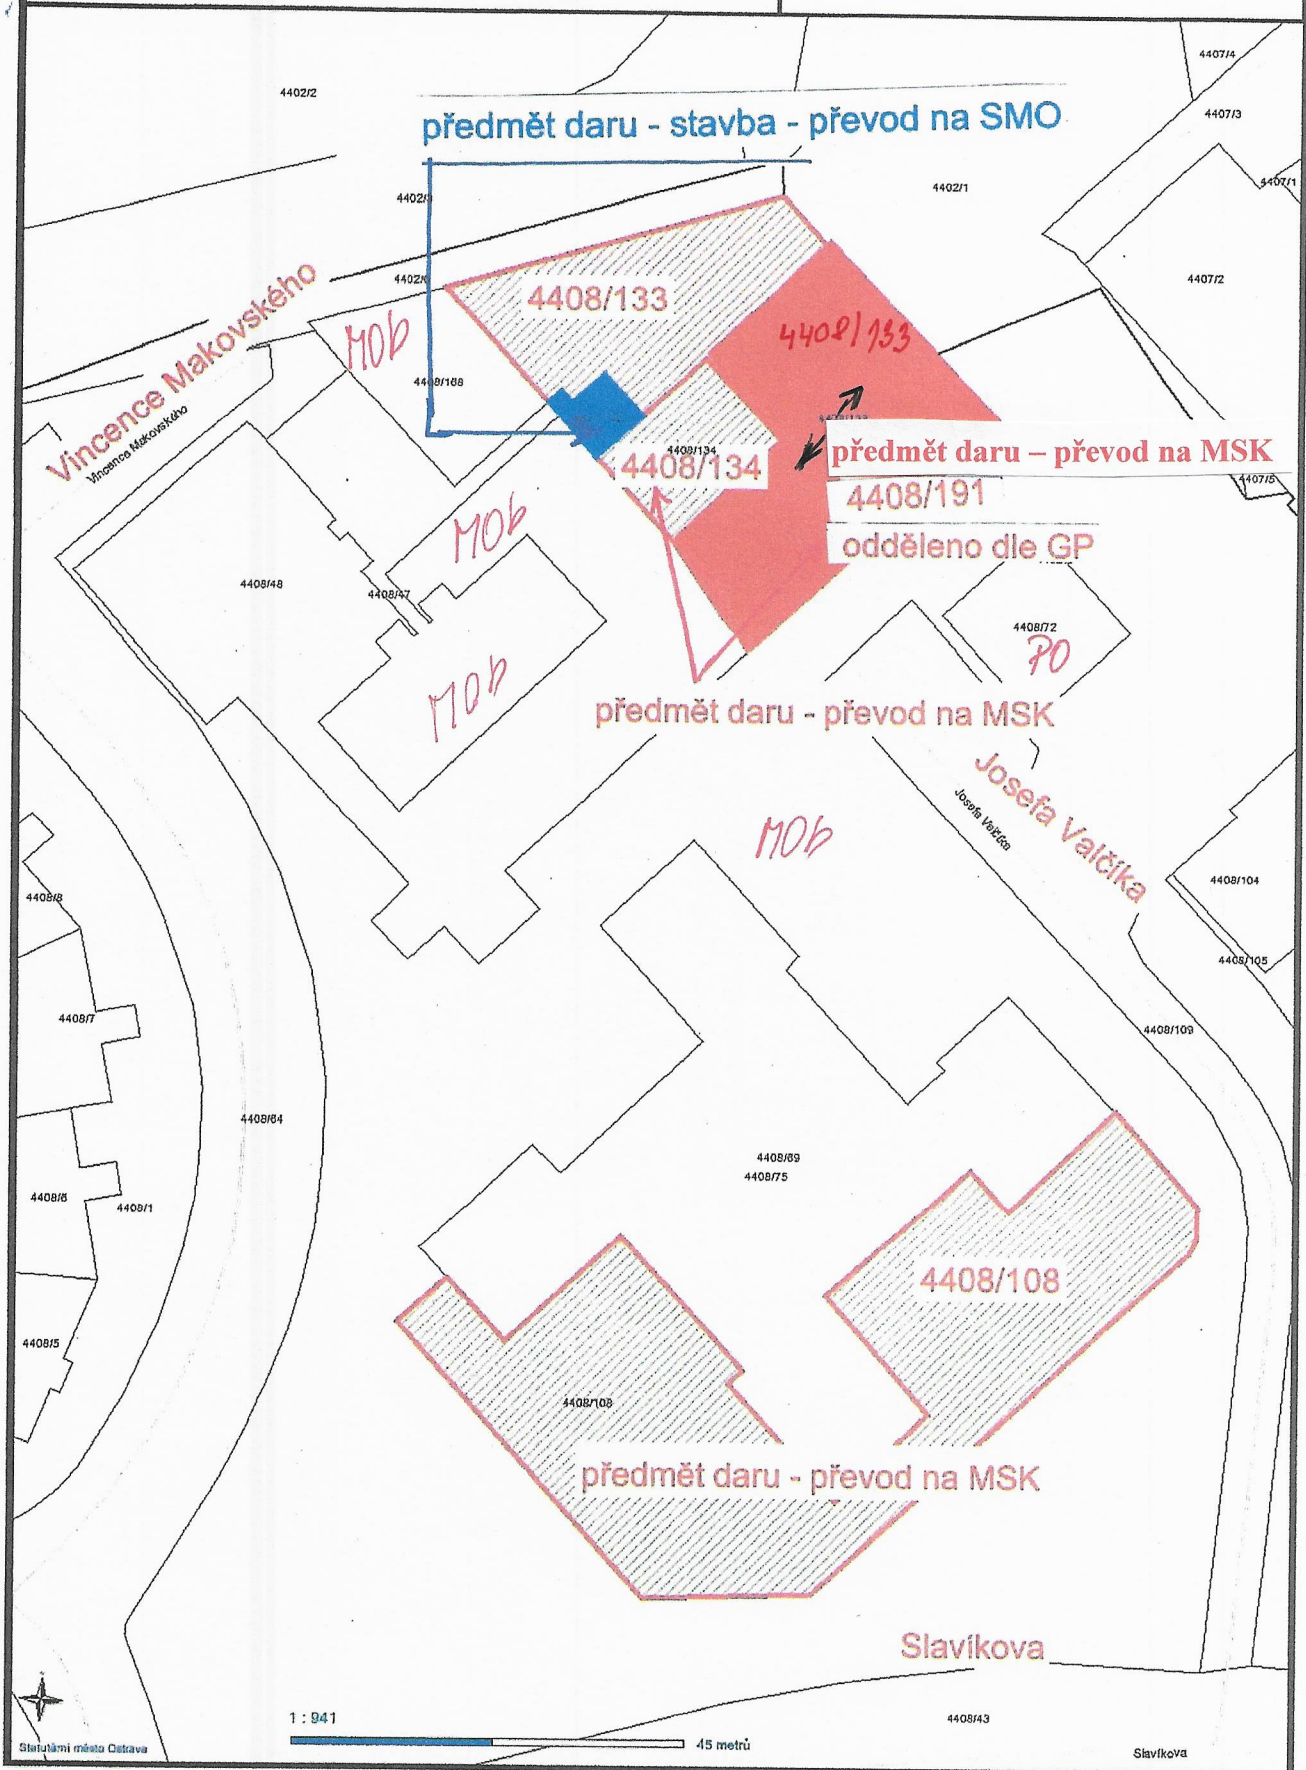 4407/4
4402/2
4407/3
předmět daru - stavba - převod na SMO
4407/1
4402/1
4407/2
4408/133
4408/133
MOb
4408/168
Vincence Makovského
Vincence Makovského
4408/134
4408/134
předmět daru – převod na MSK
4407/5
4408/191
odděleno dle GP
MOb
4408/48
4408/47
4408/72
PO
MOb
předmět daru - převod na MSK
Josefa Valčíka
Josefa Valčíka
MOb
4408/104
4408/8
4408/105
4408/7
4408/109
4408/64
4408/69
4408/75
4408/6
4408/1
4408/108
4408/5
4408/108
předmět daru - převod na MSK
Slavíkova
1 : 941
45 metrů
4408/43
Statutární město Ostrava
Slavíkova